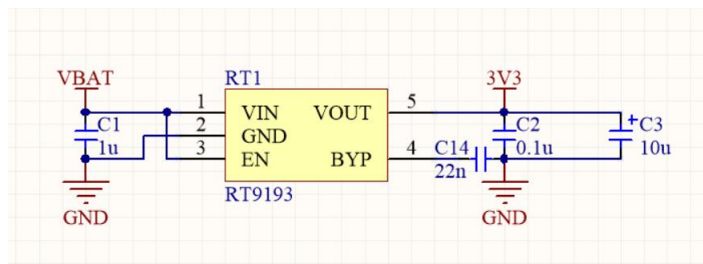 VBAT
RT1
3V3
1
VIN
VOUT
5
C1
1u
2
GND
C2
0.1u
+
C3
10u
3
EN
BYP
4
C14
22n
GND
RT9193
GND